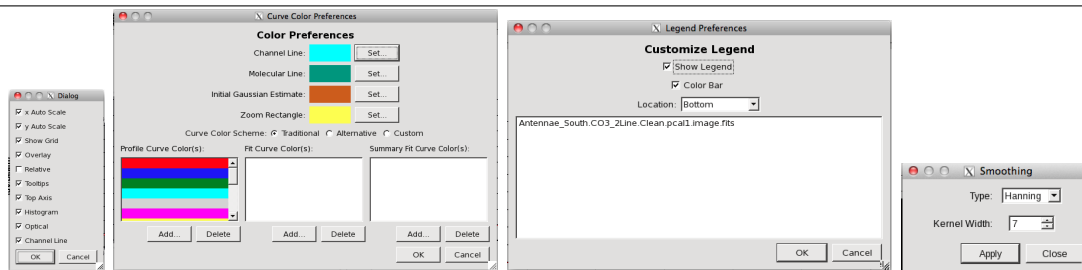 Dialog
x Auto Scale
y Auto Scale
Show Grid
Overlay
Relative
Tooltips
Top Axis
Histogram
Optical
Channel Line
OK Cancel
Curve Color Preferences
Color Preferences
Channel Line: Set...
Molecular Line: Set...
Initial Gaussian Estimate: Set...
Zoom Rectangle: Set...
Curve Color Scheme: Traditional Alternative Custom
Profile Curve Color(s): Fit Curve Color(s): Summary Fit Curve Color(s):
Add... Delete Add... Delete Add... Delete
OK Cancel
Legend Preferences
Customize Legend
Show Legend
Color Bar
Location: Bottom
Antennae_South.CO3_2Line.Clean.pcal1.image.fits
OK Cancel
Smoothing
Type: Hanning
Kernel Width: 7
Apply Close